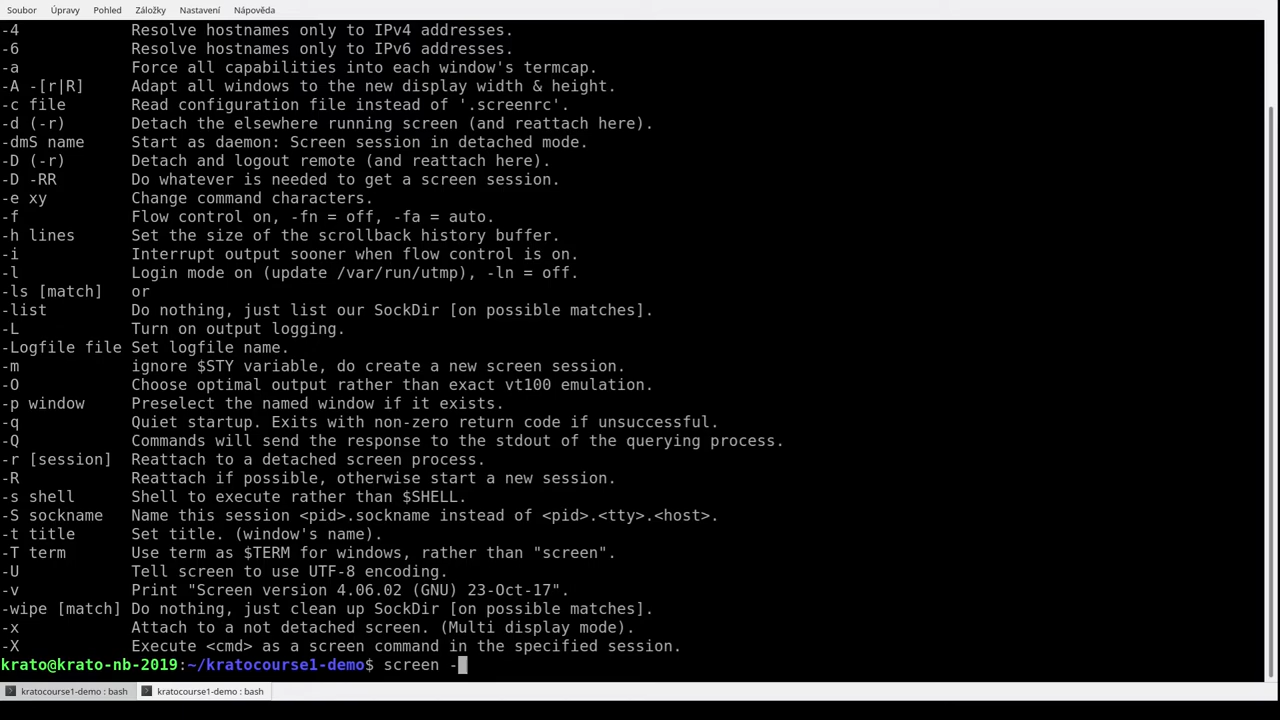 Soubor Úpravy Pohled Záložky Nastavení Nápověda
-4 Resolve hostnames only to IPv4 addresses.
-6 Resolve hostnames only to IPv6 addresses.
-a Force all capabilities into each window's termcap.
-A -[r|R] Adapt all windows to the new display width & height.
-c file Read configuration file instead of '.screenrc'.
-d (-r) Detach the elsewhere running screen (and reattach here).
-dmS name Start as daemon: Screen session in detached mode.
-D (-r) Detach and logout remote (and reattach here).
-D -RR Do whatever is needed to get a screen session.
-e xy Change command characters.
-f Flow control on, -fn = off, -fa = auto.
-h lines Set the size of the scrollback history buffer.
-i Interrupt output sooner when flow control is on.
-l Login mode on (update /var/run/utmp), -ln = off.
-ls [match] or
-list Do nothing, just list our SockDir [on possible matches].
-L Turn on output logging.
-Logfile file Set logfile name.
-m ignore $STY variable, do create a new screen session.
-O Choose optimal output rather than exact vt100 emulation.
-p window Preselect the named window if it exists.
-q Quiet startup. Exits with non-zero return code if unsuccessful.
-Q Commands will send the response to the stdout of the querying process.
-r [session] Reattach to a detached screen process.
-R Reattach if possible, otherwise start a new session.
-s shell Shell to execute rather than $SHELL.
-S sockname Name this session <pid>.sockname instead of <pid>.<tty>.<host>.
-t title Set title. (window's name).
-T term Use term as $TERM for windows, rather than "screen".
-U Tell screen to use UTF-8 encoding.
-v Print "Screen version 4.06.02 (GNU) 23-Oct-17".
-wipe [match] Do nothing, just clean up SockDir [on possible matches].
-x Attach to a not detached screen. (Multi display mode).
-X Execute <cmd> as a screen command in the specified session.
krato@krato-nb-2019:~/kratocourse1-demo$ screen -
kratocourse1-demo : bash kratocourse1-demo : bash